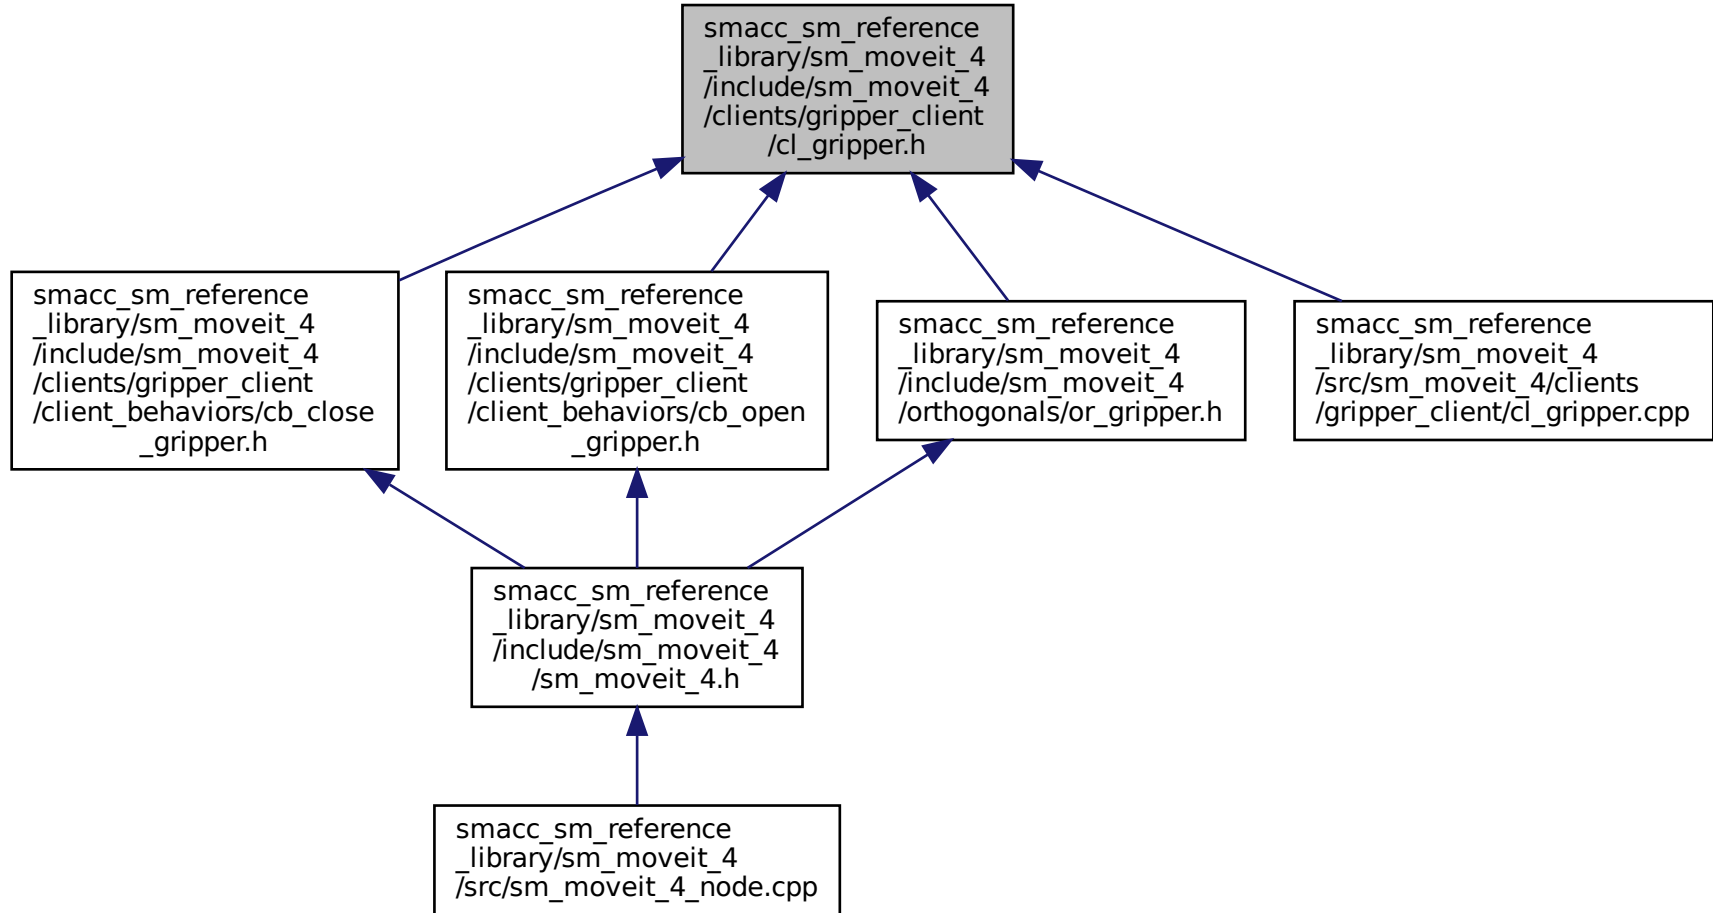 smacc_sm_reference
_library/sm_moveit_4
/include/sm_moveit_4
/clients/gripper_client
/cl_gripper.h
smacc_sm_reference
_library/sm_moveit_4
/include/sm_moveit_4
/clients/gripper_client
/client_behaviors/cb_close
_gripper.h
smacc_sm_reference
_library/sm_moveit_4
/include/sm_moveit_4
/clients/gripper_client
/client_behaviors/cb_open
_gripper.h
smacc_sm_reference
_library/sm_moveit_4
/include/sm_moveit_4
/orthogonals/or_gripper.h
smacc_sm_reference
_library/sm_moveit_4
/src/sm_moveit_4/clients
/gripper_client/cl_gripper.cpp
smacc_sm_reference
_library/sm_moveit_4
/include/sm_moveit_4
/sm_moveit_4.h
smacc_sm_reference
_library/sm_moveit_4
/src/sm_moveit_4_node.cpp